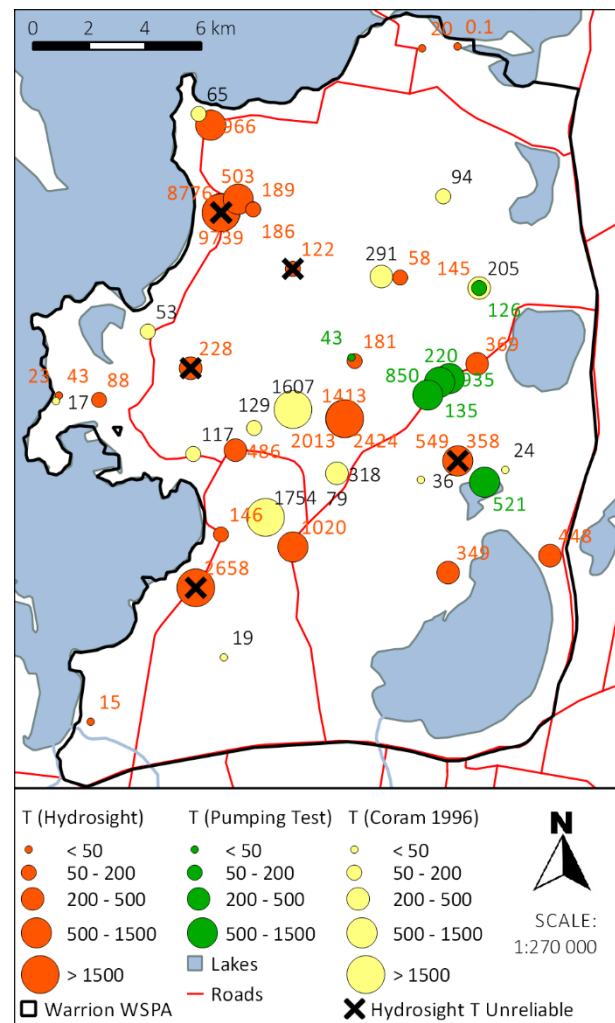 0 2 4 6 km
20 0.1
65
966
94
503
189
8776
9739
186
122
291
58
145
205
126
53
43
181
369
228
220
850
935
135
23
43
88
17
1607
1413
129
2013
2424
549
358
117
486
24
318
36
1754
79
521
146
1020
448
2658
349
19
15
T (Hydrosight)
< 50
50 - 200
200 - 500
500 - 1500
> 1500
Warrion WSPA
T (Pumping Test)
< 50
50 - 200
200 - 500
500 - 1500
Lakes
Roads
T (Coram 1996)
< 50
50 - 200
200 - 500
500 - 1500
> 1500
Hydrosight T Unreliable
N
SCALE:
1:270 000